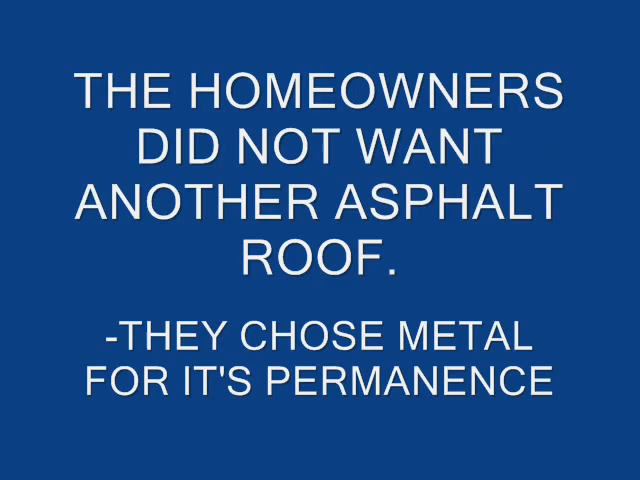 THE HOMEOWNERS
DID NOT WANT
ANOTHER ASPHALT
ROOF.
-THEY CHOSE METAL
FOR IT'S PERMANENCE